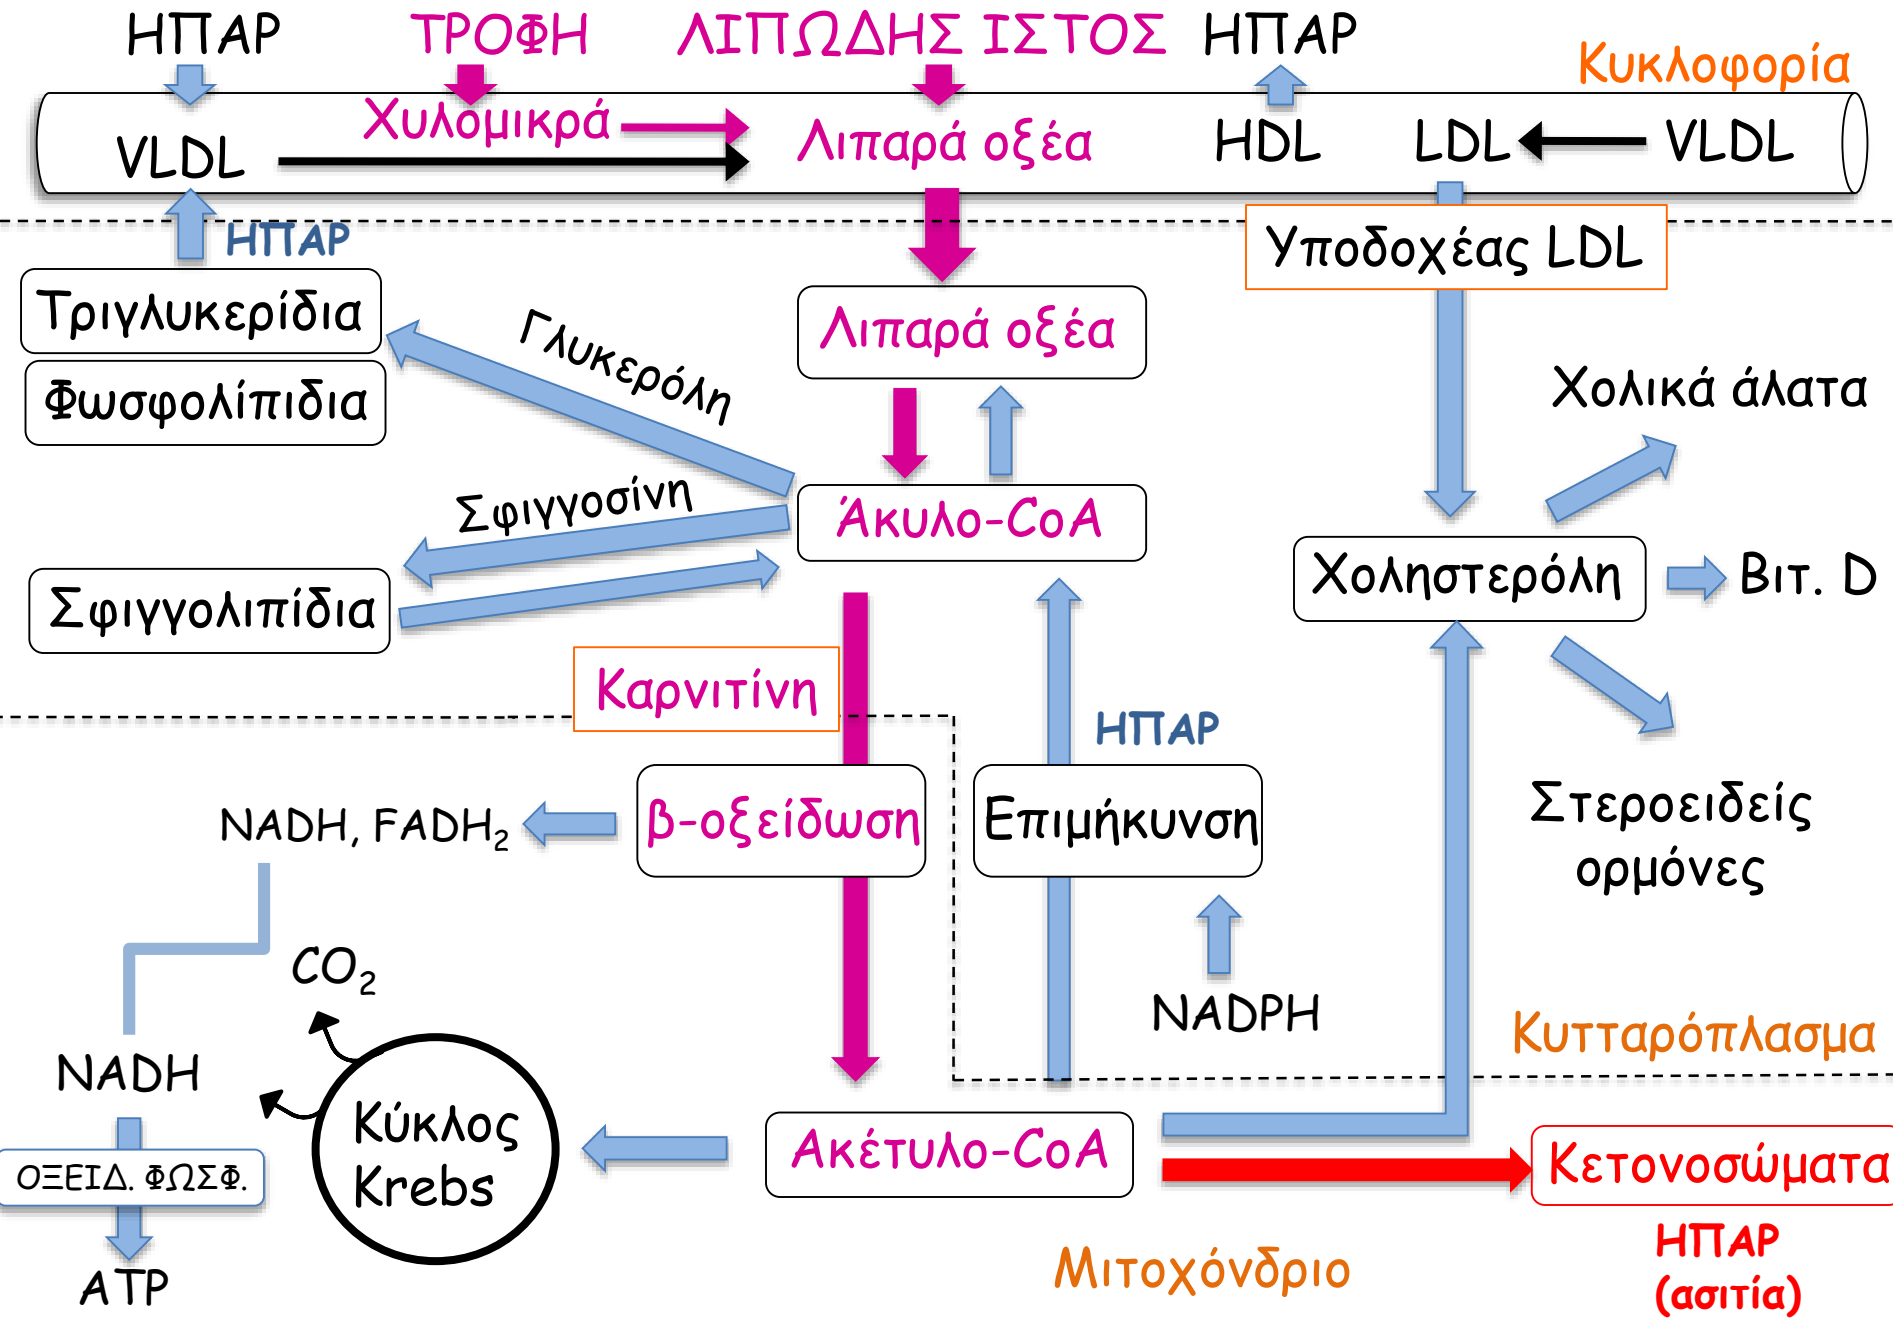 ΗΠΑΡ
ΤΡΟΦΗ
ΛΙΠΩΔΗΣ ΙΣΤΟΣ
ΗΠΑΡ
Κυκλοφορία
VLDL
Χυλομικρά
Λιπαρά οξέα
HDL
LDL
VLDL
ΗΠΑΡ
Υποδοχέας LDL
Τριγλυκερίδια
Φωσφολίπιδια
Γλυκερόλη
Λιπαρά οξέα
Χολικά άλατα
Σφιγγοσίνη
Άκυλο-CoA
Σφιγγολιπίδια
Χοληστερόλη
Βιτ. D
Καρνιτίνη
ΗΠΑΡ
NADH, FADH2
β-οξείδωση
Επιμήκυνση
Στεροειδείς
ορμόνες
CO2
NADPH
Κυτταρόπλασμα
NADH
Κύκλος
Krebs
Ακέτυλο-CoA
Κετονοσώματα
ΟΞΕΙΔ. ΦΩΣΦ.
ΗΠΑΡ
(ασιτία)
Μιτοχόνδριο
ATP